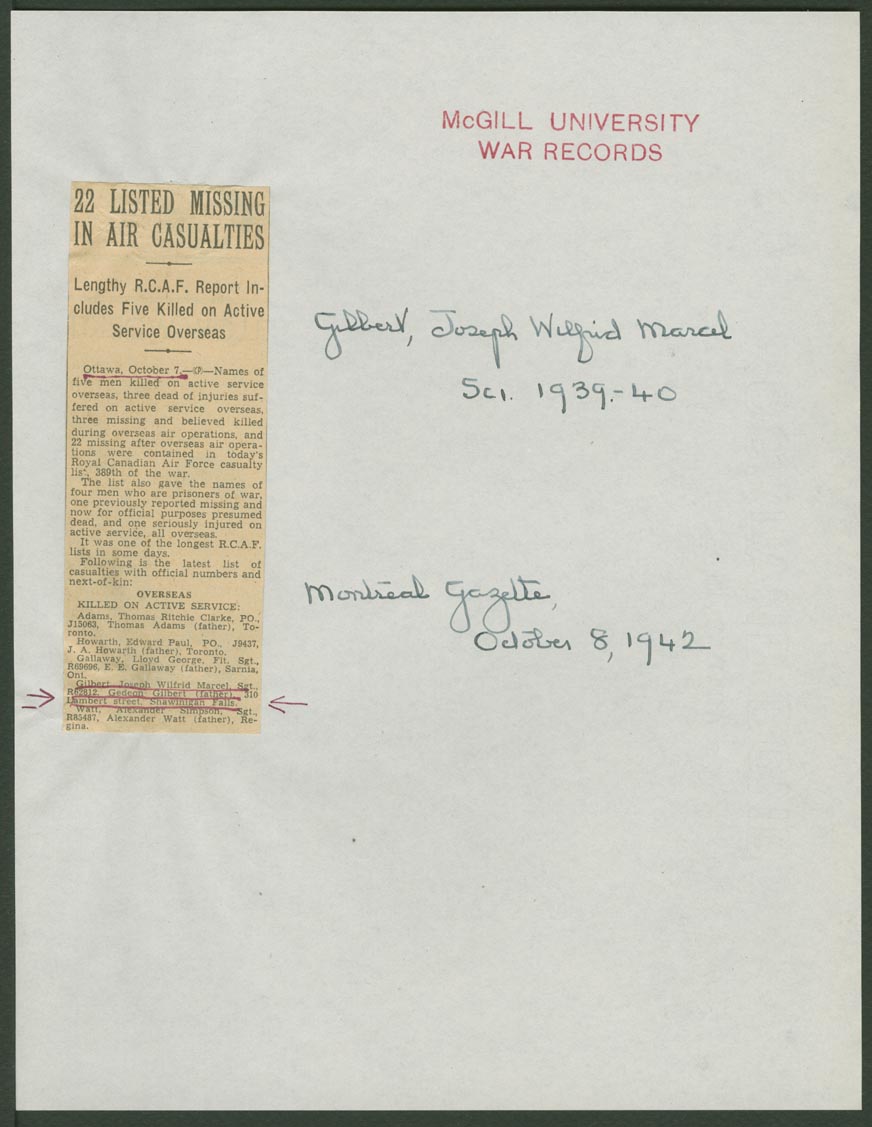 McGILL UNIVERSITY
WAR RECORDS
22 LISTED MISSING
IN AIR CASUALTIES
Lengthy R.C.A.F. Report In-
cludes Five Killed on Active
Service Overseas
Ottawa, October 7.—(CP)—Names of
five men killed on active service
overseas, three dead of injuries suf-
fered on active service overseas,
three missing and believed killed
during overseas air operations, and
22 missing after overseas air opera-
tions were contained in today's
Royal Canadian Air Force casualty
list, 389th of the war.
The list also gave the names of
four men who are prisoners of war,
one previously reported missing and
now for official purposes presumed
dead, and one seriously injured on
active service, all overseas.
It was one of the longest R.C.A.F.
lists in some days.
Following is the latest list of
casualties with official numbers and
next-of-kin:
OVERSEAS
KILLED ON ACTIVE SERVICE:
Adams, Thomas Ritchie Clarke, PO.,
J15063, Thomas Adams (father), To-
ronto.
Howarth, Edward Paul, PO., J9437,
J. A. Howarth (father), Toronto.
Gallaway, Lloyd George, Flt. Sgt.,
R69696, E. E. Gallaway (father), Sarnia,
Ont.
Gilbert, Joseph Wilfrid Marcel, Sgt.,
Gedeon Gilbert (father), 310
Lambert street, Shawinigan Falls.
Watt, Alexander Simpson, Sgt.,
R85487, Alexander Watt (father), Re-
gina.
Gilbert, Joseph Wilfrid Marcel
Sci. 1939.-40
Montreal Gazette,
October 8, 1942